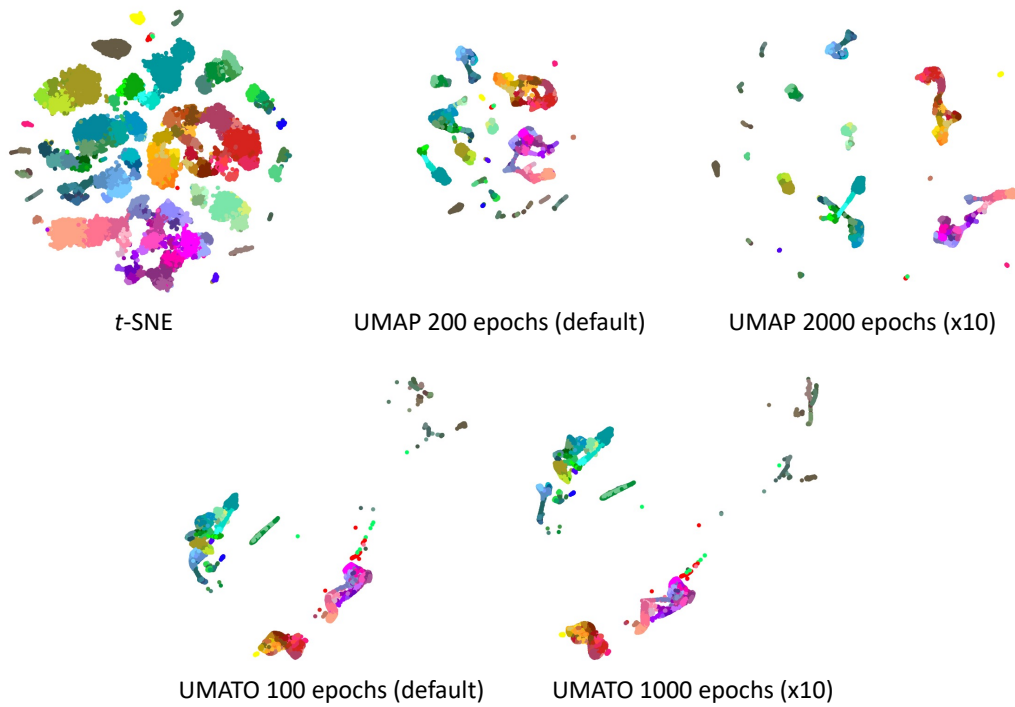 t-SNE
UMAP 200 epochs (default)
UMAP 2000 epochs (x10)
UMATO 100 epochs (default)
UMATO 1000 epochs (x10)